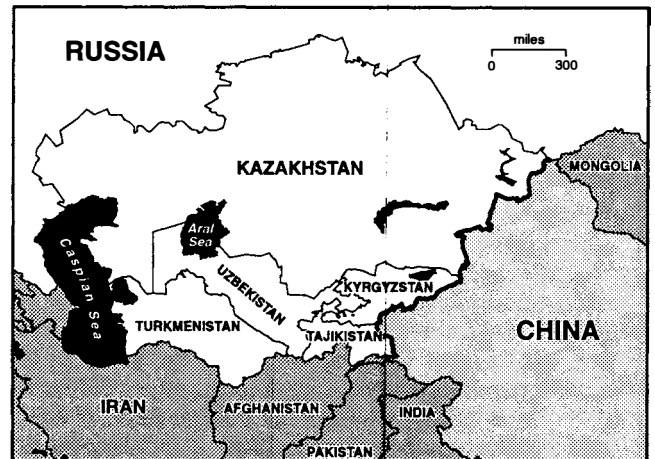 RUSSIA
miles
0 300
KAZAKHSTAN
MONGOLIA
Aral
Sea
Caspian Sea
UZBEKISTAN
KYRGYZSTAN
TURKMENISTAN
TAJIKISTAN
CHINA
IRAN
AFGHANISTAN
INDIA
PAKISTAN